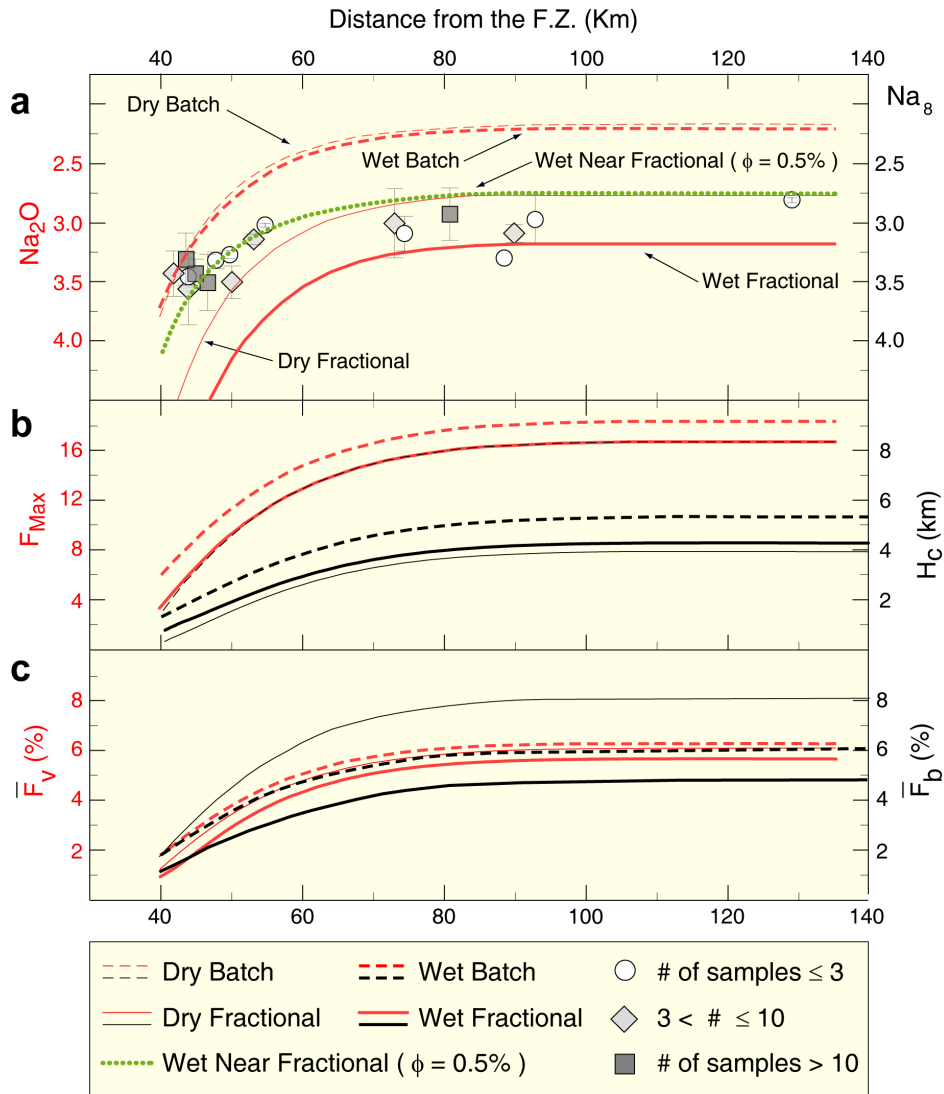 Distance from the F.Z. (Km)
40 60 80 100 120 140
a
Na8
Dry Batch
Wet Batch
Wet Near Fractional ( ϕ = 0.5% )
2.5 2.5
3.0 3.0
Na2O
3.5 3.5
Wet Fractional
4.0 4.0
Dry Fractional
b
16 8
12 6
FMax
8 4
Hc (km)
4 2
c
8 8
6 6
Fv (%)
Fb (%)
4 4
2 2
40 60 80 100 120 140
Dry Batch Wet Batch # of samples ≤ 3
Dry Fractional Wet Fractional 3 < # ≤ 10
Wet Near Fractional ( ϕ = 0.5% ) # of samples > 10